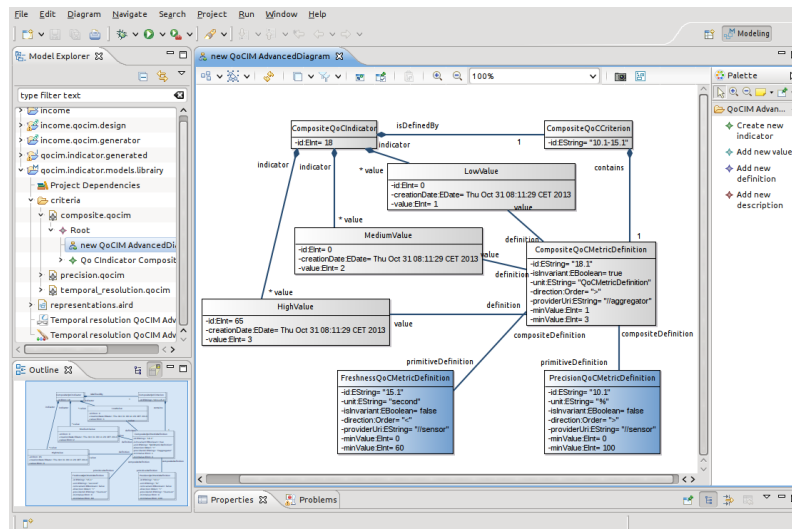 File Edit Diagram Navigate Search Project Run Window Help
Modeling
Model Explorer
new QoCIM AdvancedDiagram
100%
Palette
type filter text
income
income.qocim.design
income.qocim.generator
qocim.indicator.generated
qocim.indicator.models.library
Project Dependencies
criteria
composite.qocim
Root
new QoCIM AdvancedDi
Qo CIndicator Composit
precision.qocim
temporal_resolution.qocim
representations.aird
Temporal resolution QoCIM Adv
Temporal resolution QoCIM Adv
Outline
CompositeQoCIndicator
-id:EInt= 18
isDefinedBy
1
CompositeQoCCriterion
-id:EString= "10.1-15.1"
indicator
indicator
indicator
contains
* value
LowValue
-id:EInt= 0
-creationDate:EDate= Thu Oct 31 08:11:29 CET 2013
-value:EInt= 1
* value
value
MediumValue
-id:EInt= 0
-creationDate:EDate= Thu Oct 31 08:11:29 CET 2013
-value:EInt= 2
definition
1
value
definition
CompositeQoCMetricDefinition
-id:EString= "18.1"
-isInvariant:EBoolean= true
-unit:EString= "QoCMetricDefinition"
-direction:Order= ">"
-providerUri:EString= "//aggregator"
-minValue:EInt= 1
-minValue:EInt= 3
* value
HighValue
-id:EInt= 65
-creationDate:EDate= Thu Oct 31 08:11:29 CET 2013
-value:EInt= 3
definition
value
compositeDefinition
compositeDefinition
primitiveDefinition
primitiveDefinition
FreshnessQoCMetricDefinition
-id:EString= "15.1"
-unit:EString= "second"
-isInvariant:EBoolean= false
-direction:Order= "<"
-providerUri:EString= "//sensor"
-minValue:EInt= 0
-minValue:EInt= 60
PrecisionQoCMetricDefinition
-id:EString= "10.1"
-unit:EString= "%"
-isInvariant:EBoolean= false
-direction:Order= ">"
-providerUri:EString= "//sensor"
-minValue:EInt= 0
-minValue:EInt= 100
QoCIM Advan...
Create new
indicator
Add new value
Add new
definition
Add new
description
Properties
Problems